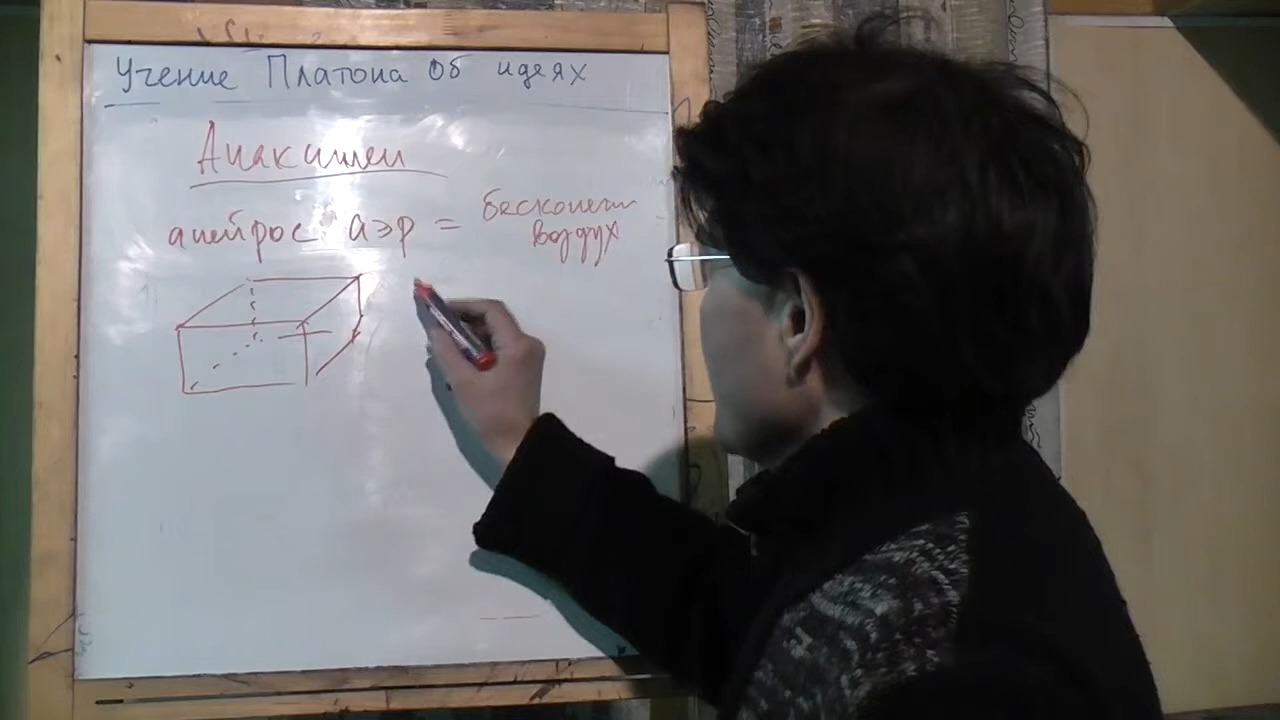 Учение Платона об идеях
Анаксимен
апейрос аэр = бесконечн
воздух